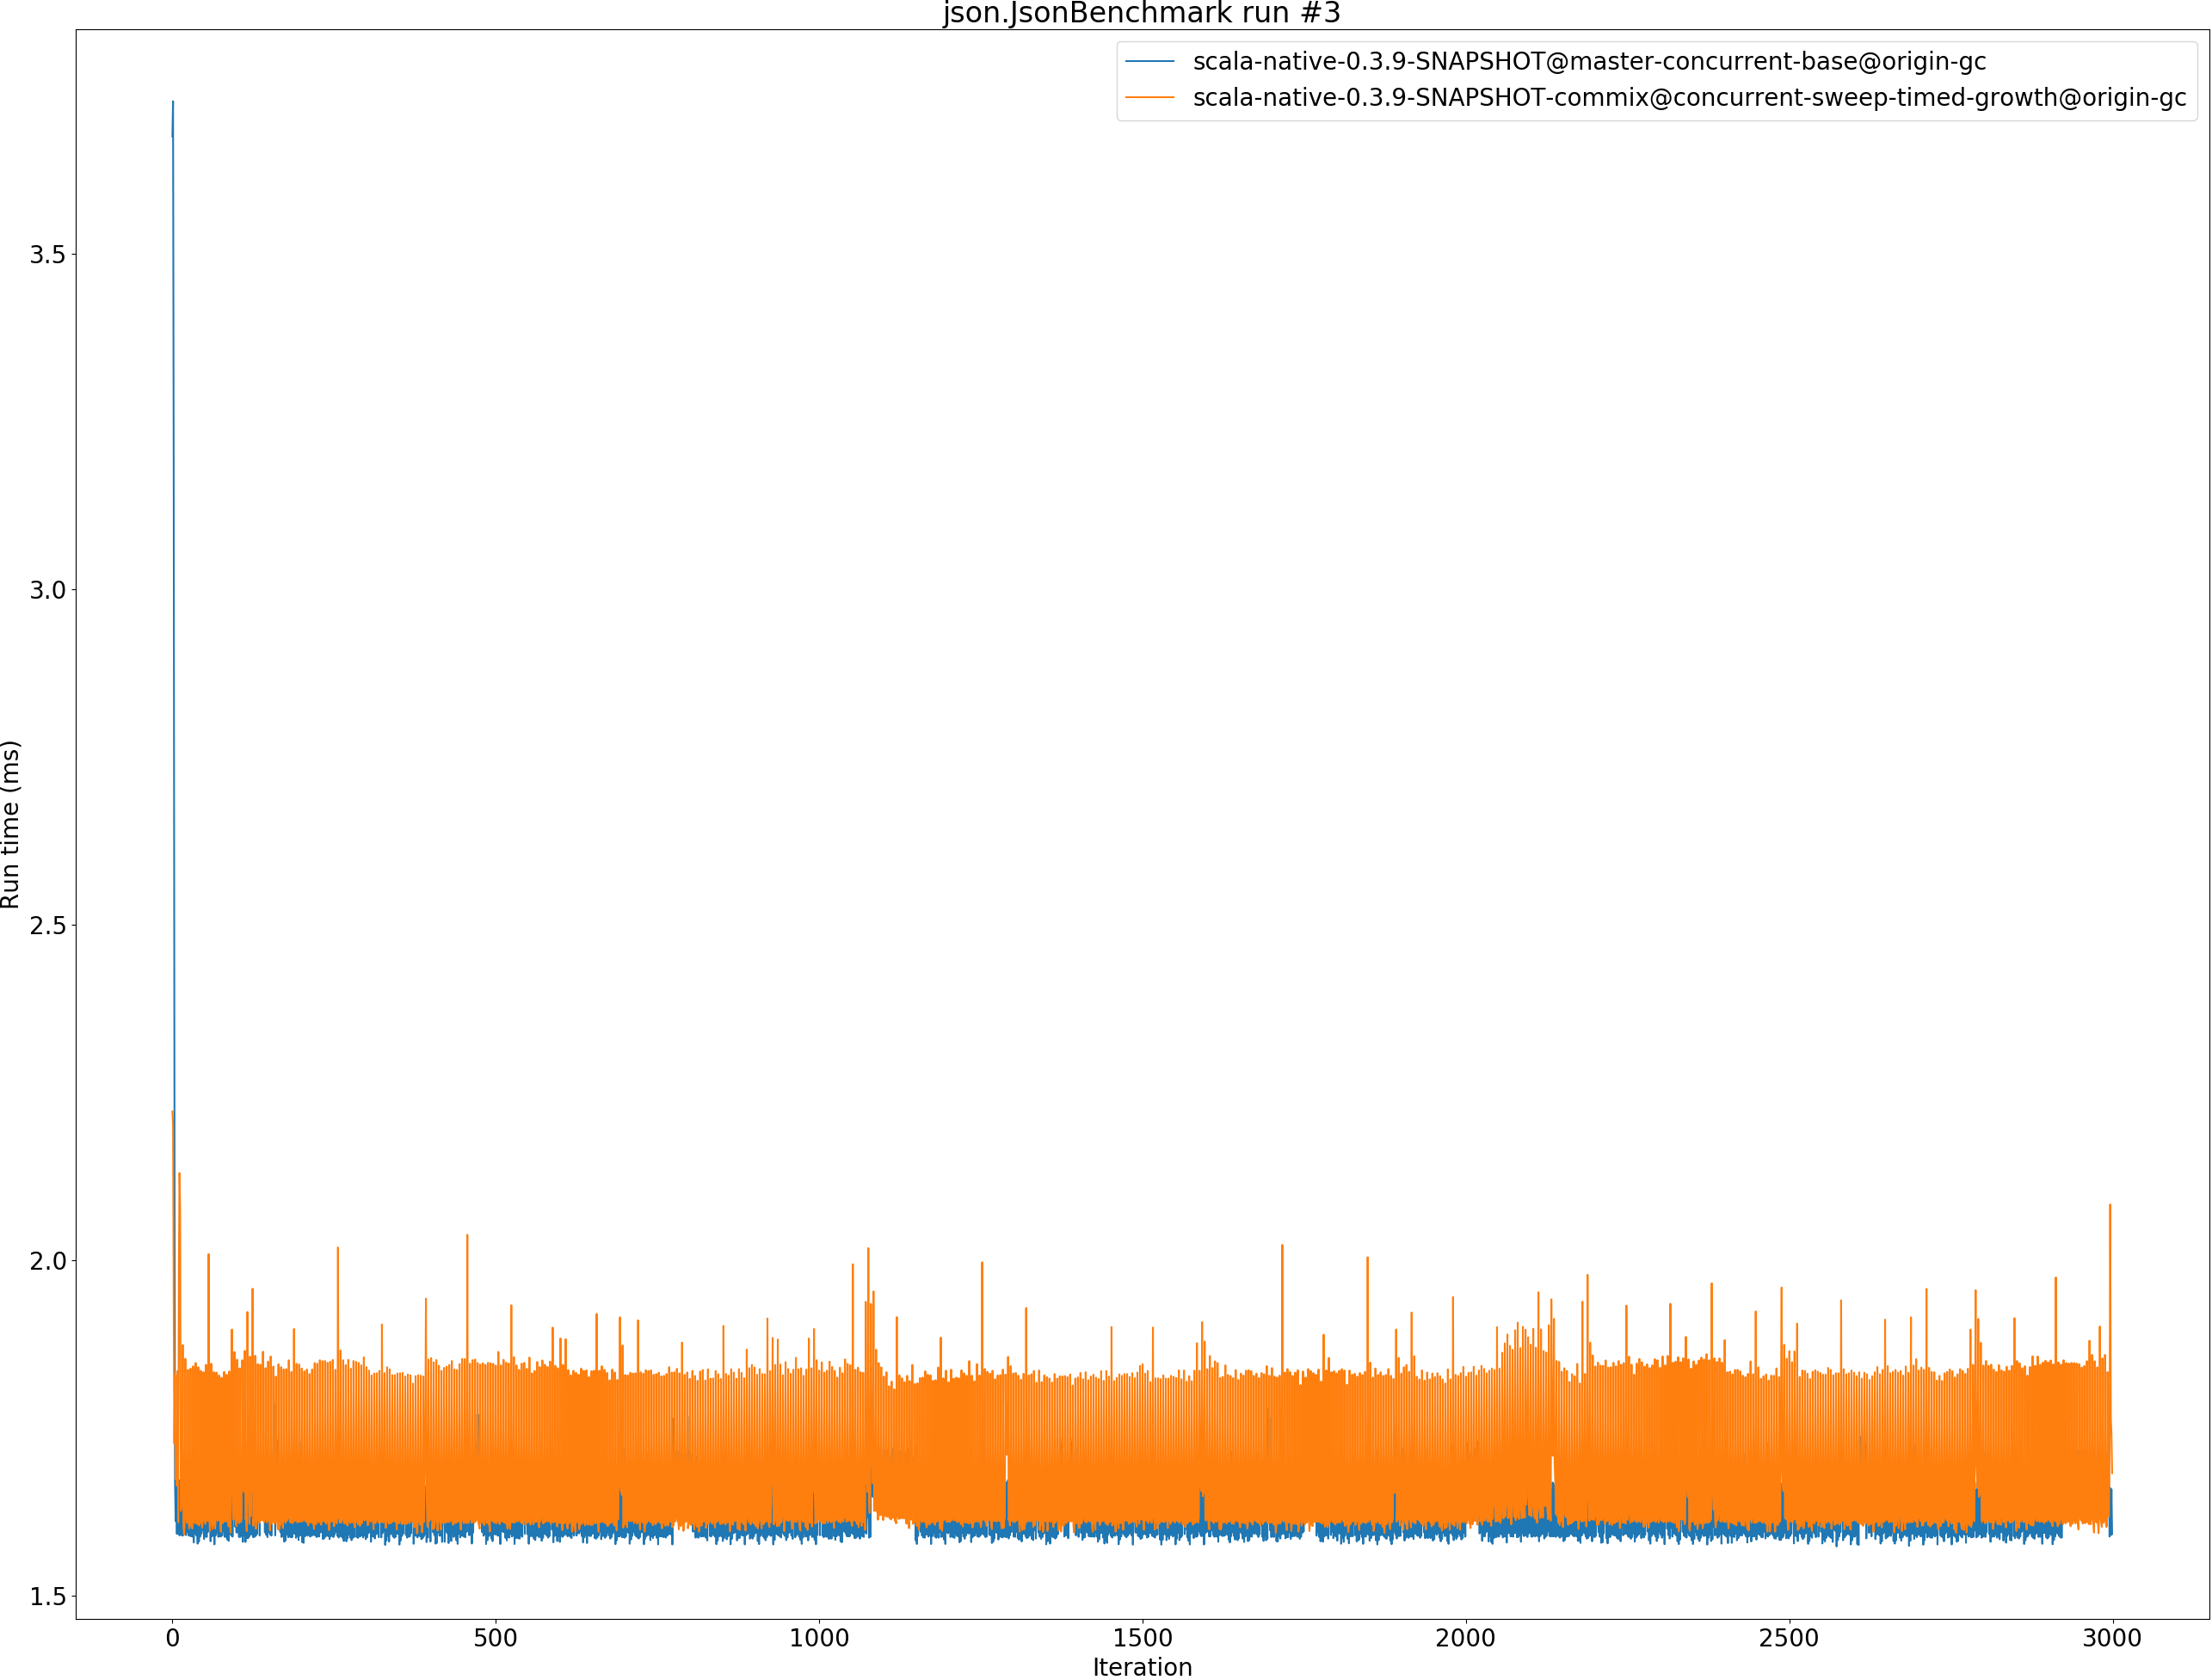 json.JsonBenchmark run #3
scala-native-0.3.9-SNAPSHOT@master-concurrent-base@origin-gc
scala-native-0.3.9-SNAPSHOT-commix@concurrent-sweep-timed-growth@origin-gc
Run time (ms)
3.5
3.0
2.5
2.0
1.5
0 500 1000 1500 2000 2500 3000
Iteration